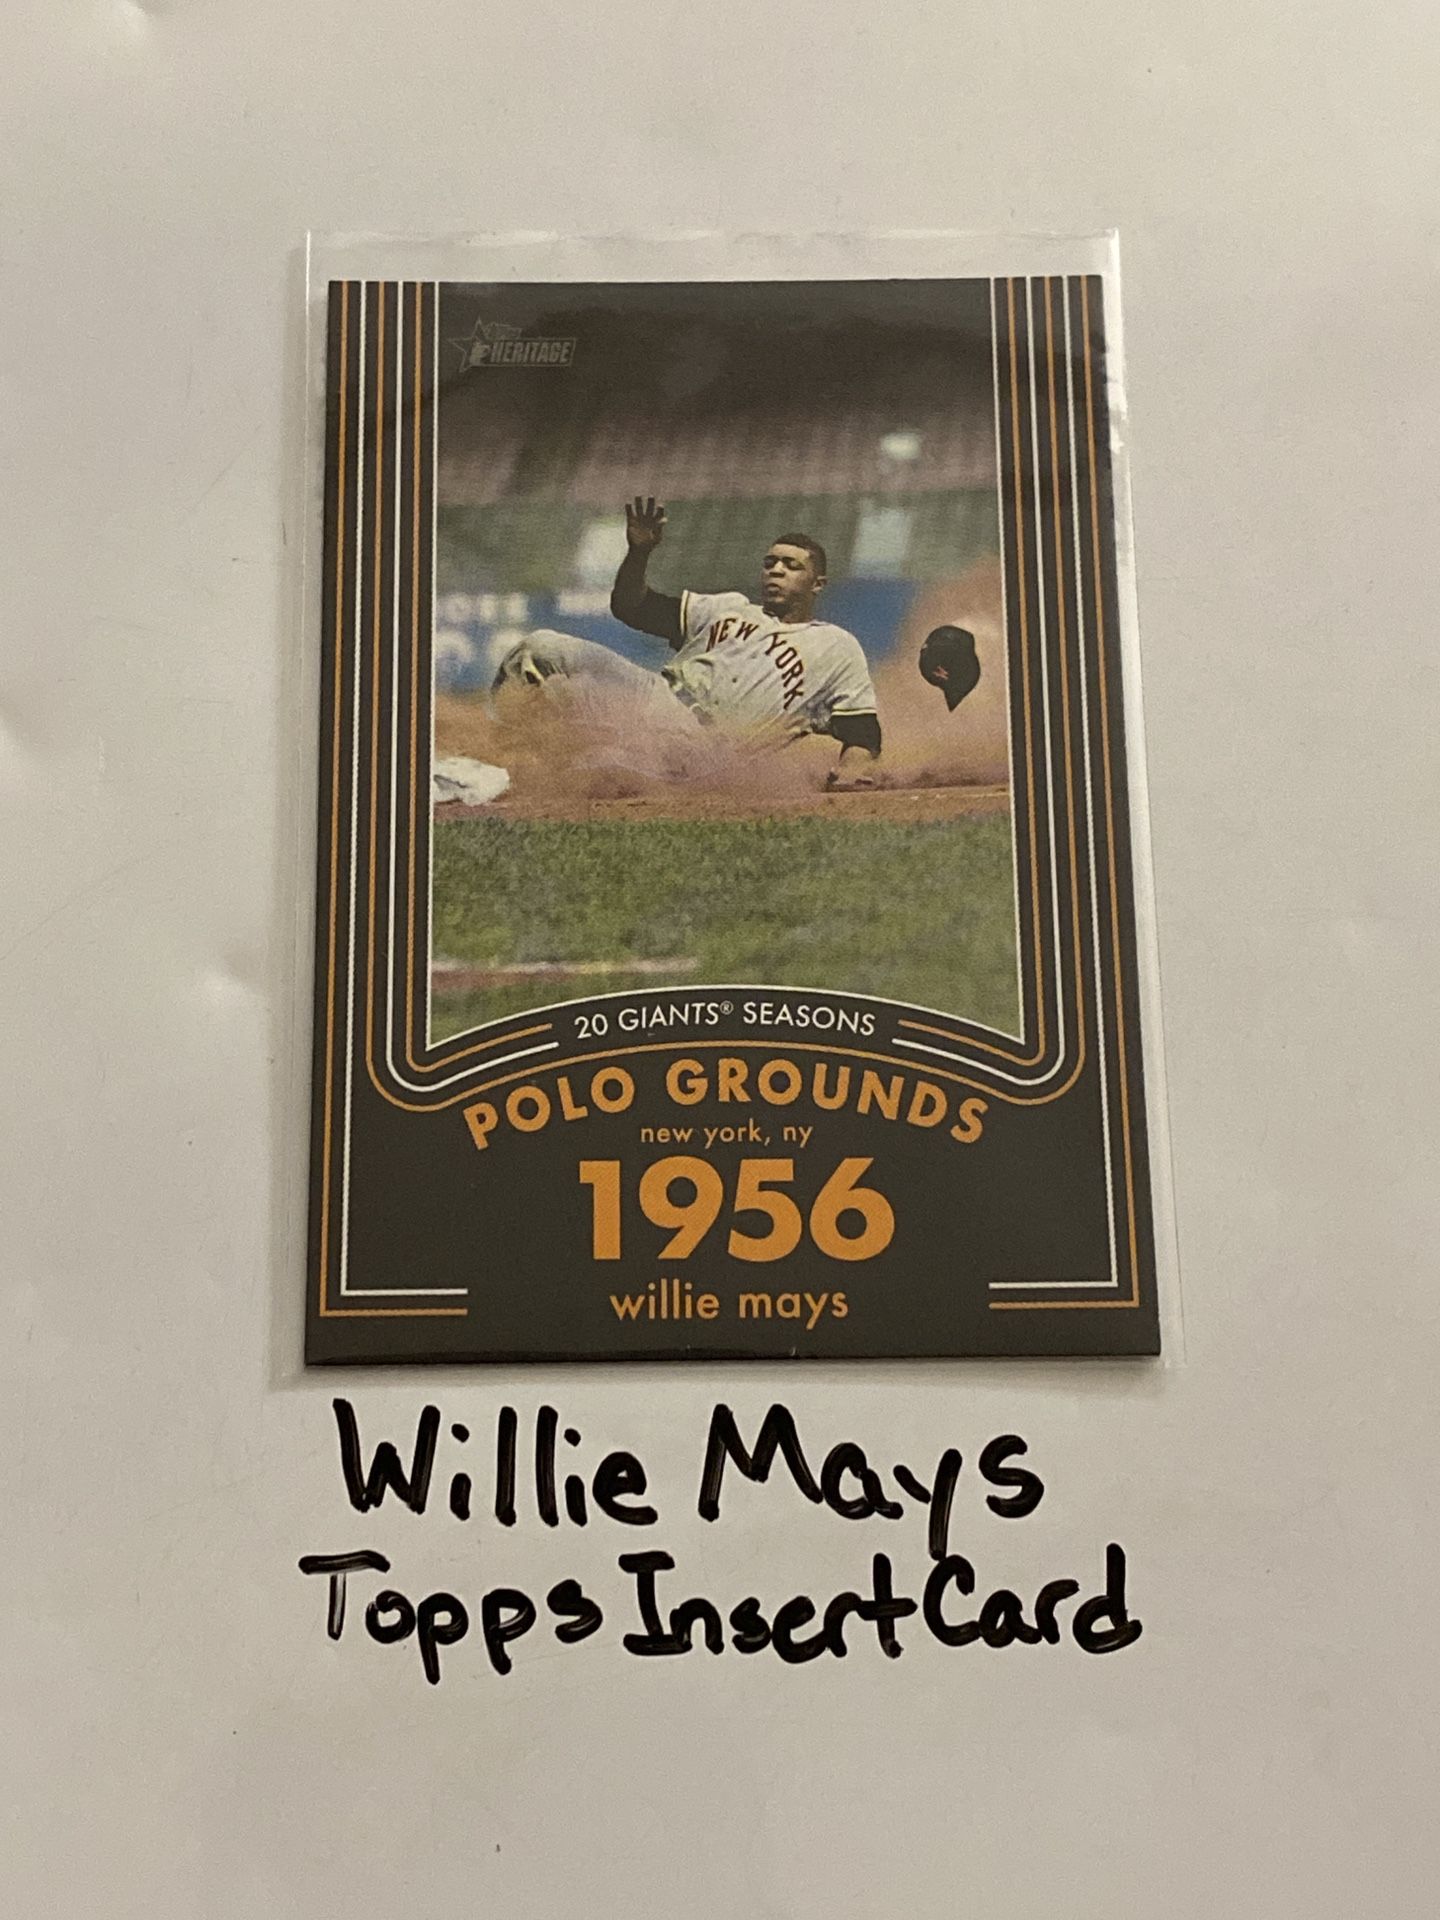 Topps
HERITAGE
NEW YORK
20 GIANTS® SEASONS
POLO GROUNDS
new york, ny
1956
willie mays
Willie Mays
Topps Insert Card